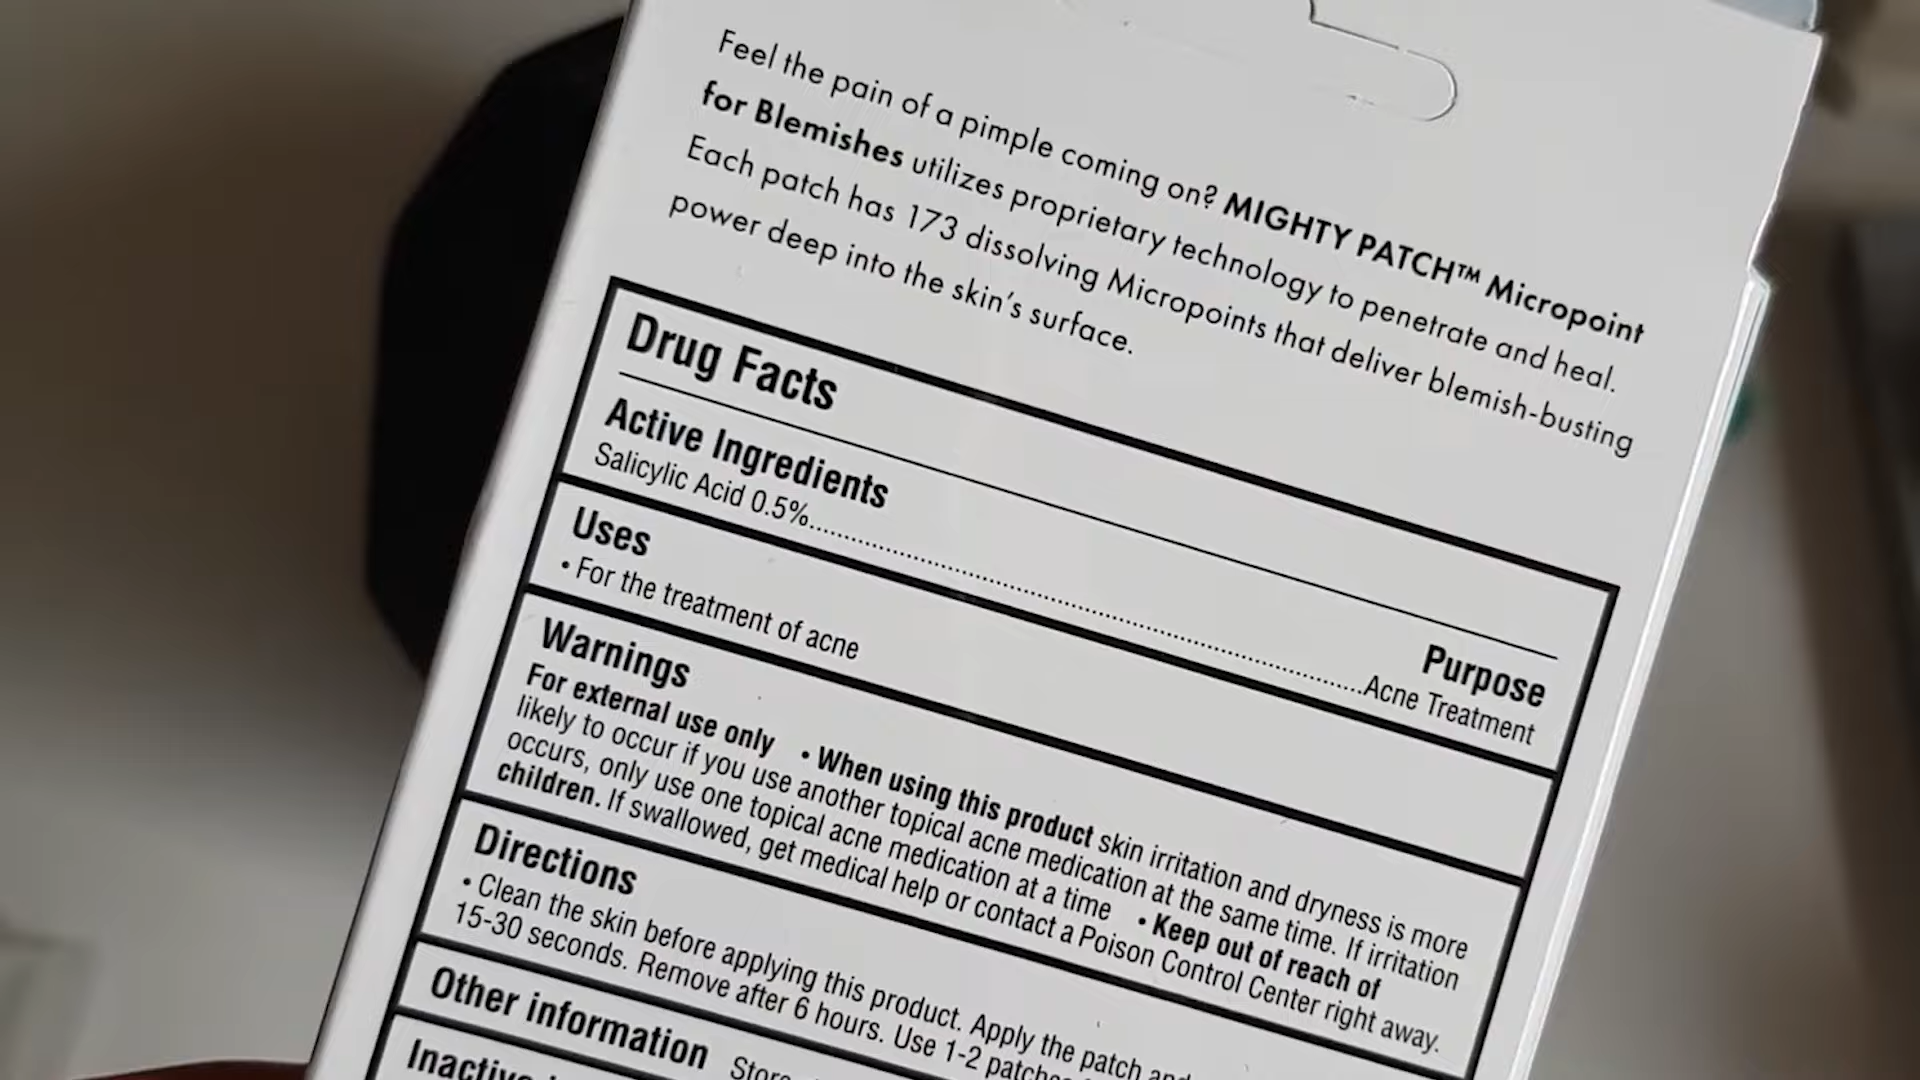 Feel the pain of a pimple coming on? MIGHTY PATCH™ Micropoint
for Blemishes utilizes proprietary technology to penetrate and heal.
Each patch has 173 dissolving Micropoints that deliver blemish-busting
power deep into the skin's surface.
Drug Facts
Active Ingredients
Purpose
Salicylic Acid 0.5%..........Acne Treatment
Uses
• For the treatment of acne
Warnings
For external use only • When using this product skin irritation and dryness is more
likely to occur if you use another topical acne medication at the same time. If irritation
occurs, only use one topical acne medication at a time • Keep out of reach of
children. If swallowed, get medical help or contact a Poison Control Center right away.
Directions
• Clean the skin before applying this product. Apply the patch and
15-30 seconds. Remove after 6 hours. Use 1-2
Other information